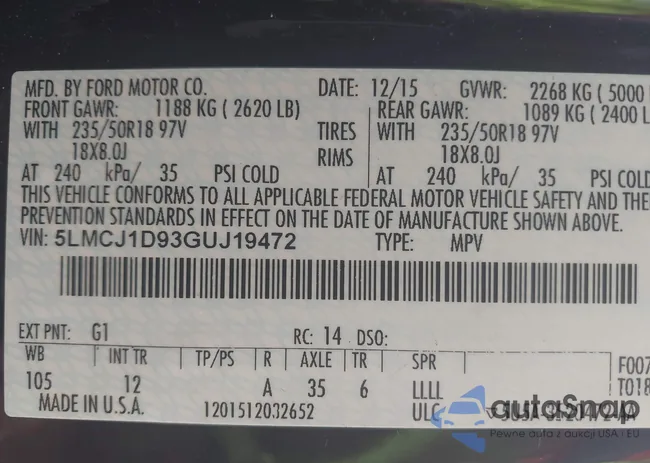 MFD. BY FORD MOTOR CO. DATE: 12/15 GVWR: 2268 KG ( 5000
FRONT GAWR: 1188 KG ( 2620 LB) REAR GAWR: 1089 KG ( 2400 L
WITH 235/50R18 97V TIRES WITH 235/50R18 97V
18X8.0J RIMS 18X8.0J
AT 240 kPa/ 35 PSI COLD AT 240 kPa/ 35 PSI COLD
THIS VEHICLE CONFORMS TO ALL APPLICABLE FEDERAL MOTOR VEHICLE SAFETY AND THE
PREVENTION STANDARDS IN EFFECT ON THE DATE OF MANUFACTURE SHOWN ABOVE.
VIN: 5LMCJ1D93GUJ19472 TYPE: MPV
EXT PNT: G1 RC: 14 DSO:
WB INT TR TP/PS R AXLE TR SPR F007
105 12 A 35 6 LLLL T018
MADE IN U.S.A. 1201512032652 ULC
autoSnap
Pewne auta z aukcji USA i EU